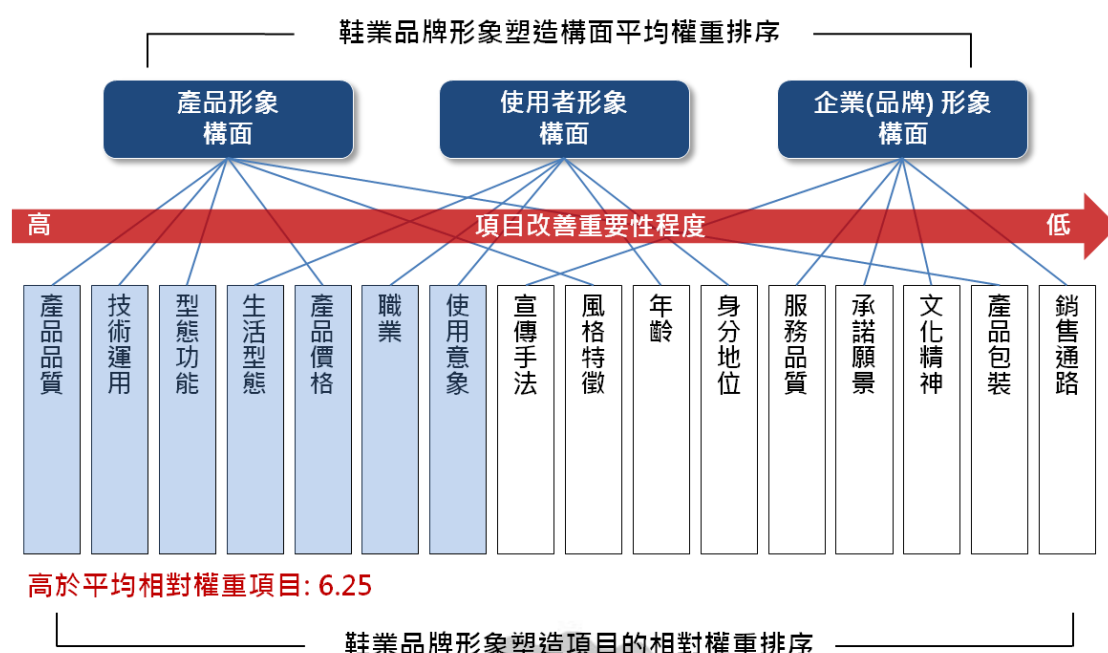 鞋業品牌形象塑造構面平均權重排序
產品形象
構面
使用者形象
構面
企業(品牌) 形象
構面
高
項目改善重要性程度
低
產品品質
技術運用
型態功能
生活型態
產品價格
職業
使用意象
宣傳手法
風格特徵
年齡
身分地位
服務品質
承諾願景
文化精神
產品包裝
銷售通路
高於平均相對權重項目: 6.25
鞋業品牌形象塑造項目的相對權重排序